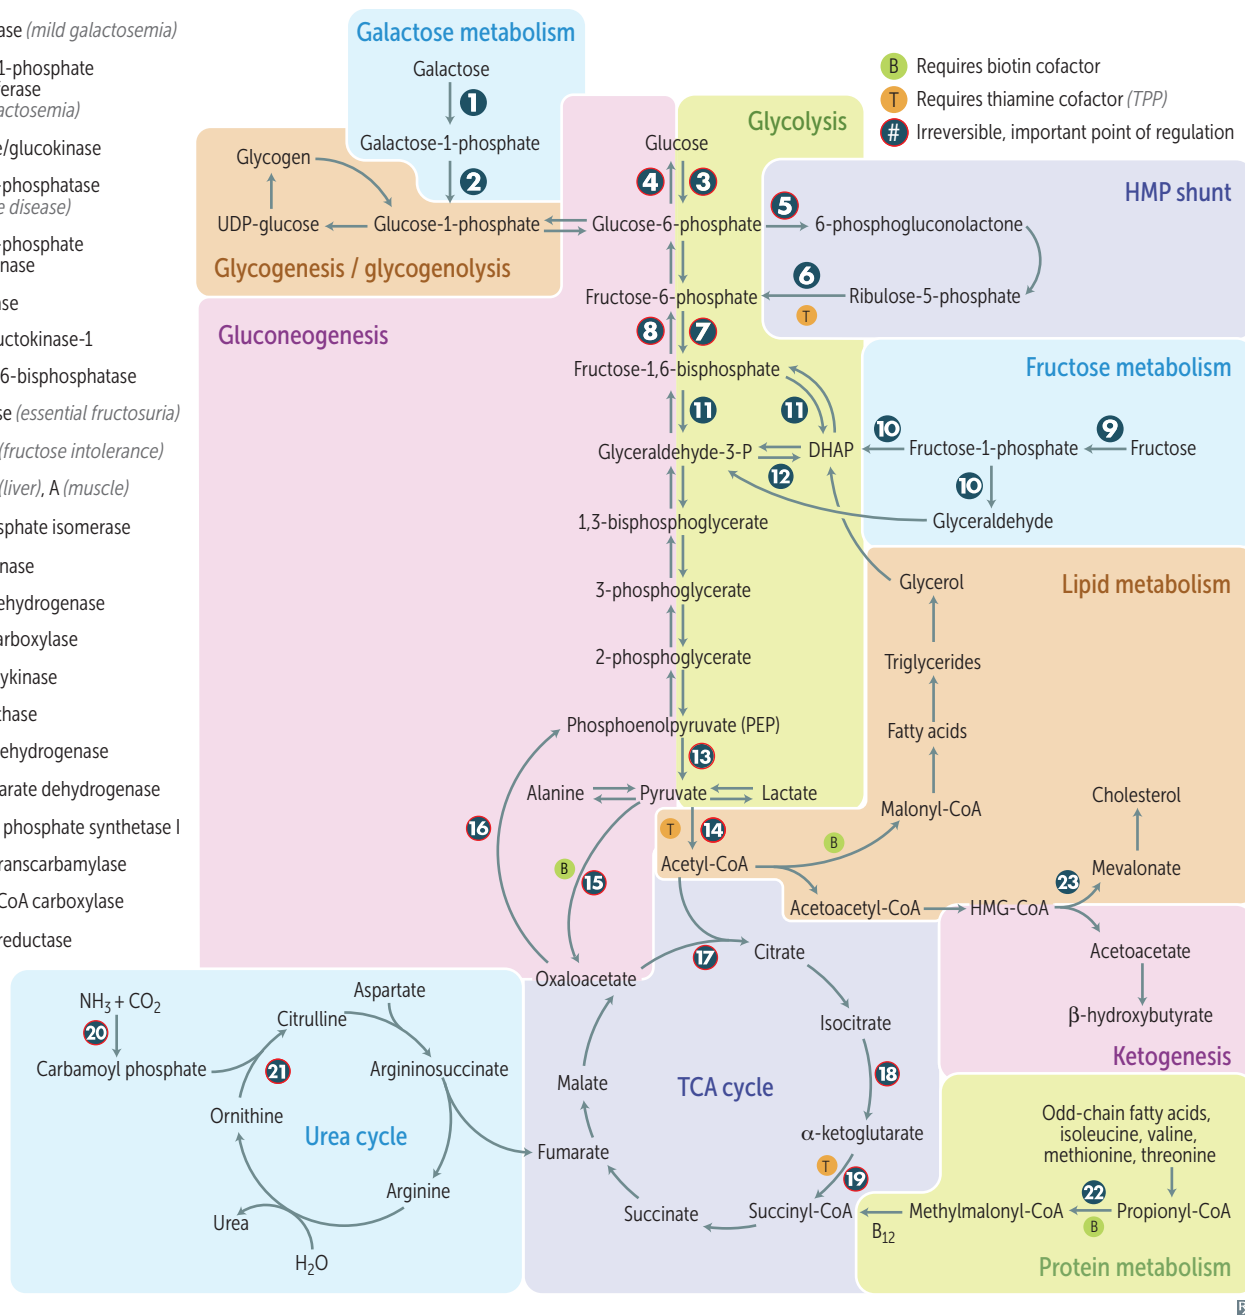 ase (mild galactosemia)
1-phosphate
erase
actosemia)
e/glucokinase
-phosphatase
e disease)
-phosphate
nase
ase
uctokinase-1
6-bisphosphatase
se (essential fructosuria)
(fructose intolerance)
(liver), A (muscle)
sphate isomerase
nase
ehydrogenase
arboxylase
ykinase
thase
ehydrogenase
arate dehydrogenase
phosphate synthetase I
ranscarbamylase
CoA carboxylase
reductase
B Requires biotin cofactor
T Requires thiamine cofactor (TPP)
# Irreversible, important point of regulation
Galactose metabolism
Galactose
1
Galactose-1-phosphate
2
Glycogen
UDP-glucose
Glucose-1-phosphate
Glycogenesis / glycogenolysis
Glycolysis
Glucose
4 3
Glucose-6-phosphate
5
6-phosphogluconolactone
HMP shunt
6
T
Ribulose-5-phosphate
Fructose-6-phosphate
8 7
Gluconeogenesis
Fructose-1,6-bisphosphate
11 11
Glyceraldehyde-3-P
12
DHAP
Fructose metabolism
10
Fructose-1-phosphate
9
Fructose
10
Glyceraldehyde
1,3-bisphosphoglycerate
3-phosphoglycerate
2-phosphoglycerate
Phosphoenolpyruvate (PEP)
13
Alanine
Pyruvate
Lactate
Lipid metabolism
Glycerol
Triglycerides
Fatty acids
Malonyl-CoA
Cholesterol
Mevalonate
16
B 15
T 14
Acetyl-CoA
B
Acetoacetyl-CoA
HMG-CoA
23
Acetoacetate
β-hydroxybutyrate
Ketogenesis
Oxaloacetate
17
Citrate
Isocitrate
18
TCA cycle
α-ketoglutarate
T 19
Succinyl-CoA
Succinate
Fumarate
Malate
NH3 + CO2
20
Carbamoyl phosphate
21
Citrulline
Aspartate
Argininosuccinate
Ornithine
Urea cycle
Arginine
Urea
H2O
Odd-chain fatty acids,
isoleucine, valine,
methionine, threonine
22
B
Propionyl-CoA
Methylmalonyl-CoA
B12
Protein metabolism